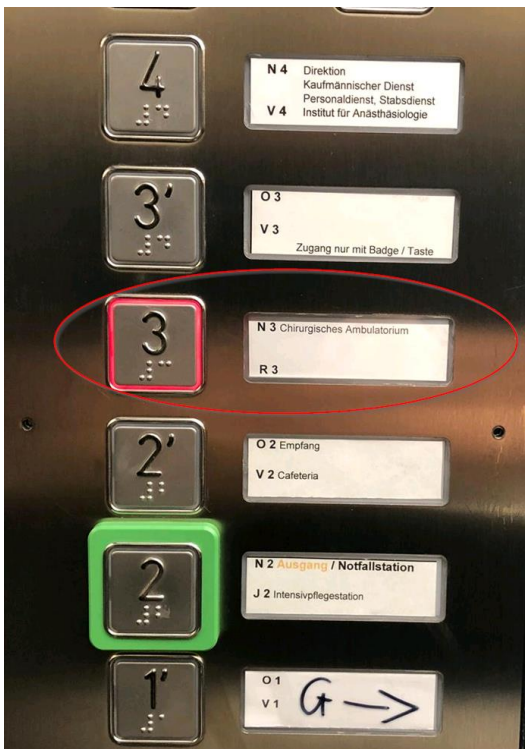 4
N 4 Direktion
Kaufmännischer Dienst
Personaldienst, Stabsdienst
V 4 Institut für Anästhäsiologie
3'
O 3
V 3
Zugang nur mit Badge / Taste
3
N 3 Chirurgisches Ambulatorium
R 3
2'
O 2 Empfang
V 2 Cafeteria
2
N 2 Ausgang / Notfallstation
J 2 Intensivpflegestation
1'
O 1
V 1
G →